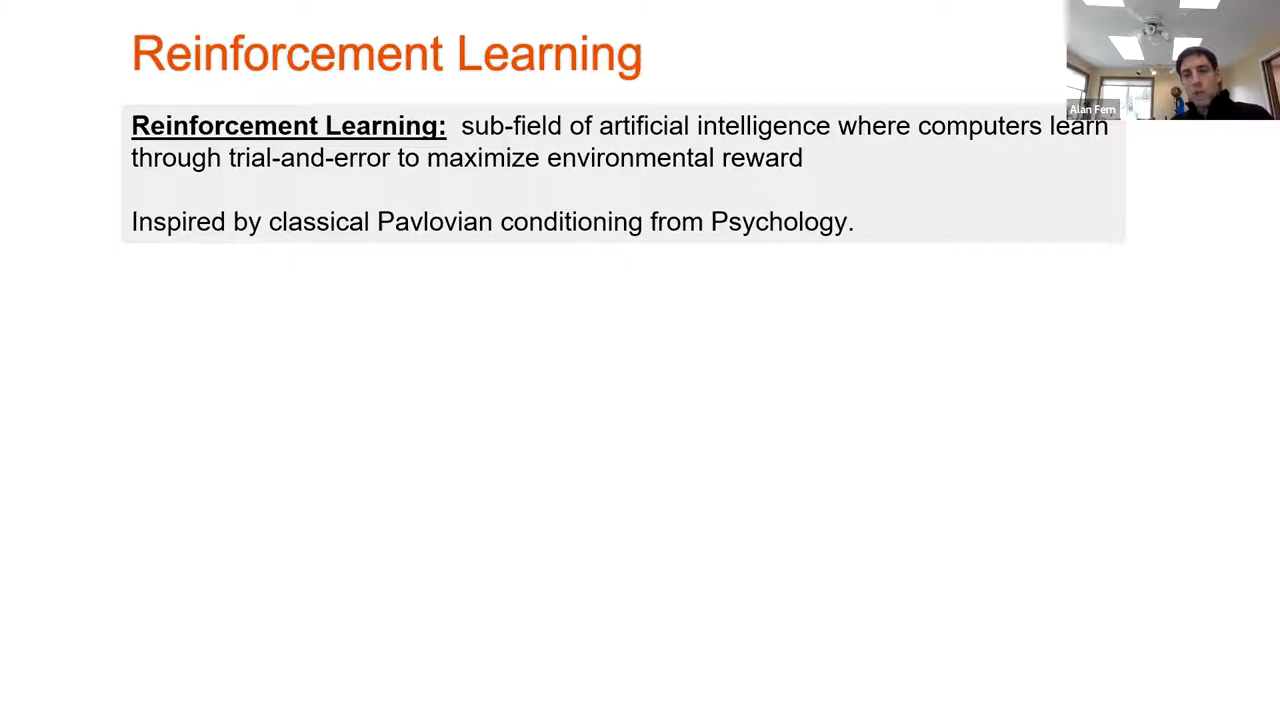 Reinforcement Learning
Alan Fern
Reinforcement Learning: sub-field of artificial intelligence where computers learn
through trial-and-error to maximize environmental reward
Inspired by classical Pavlovian conditioning from Psychology.